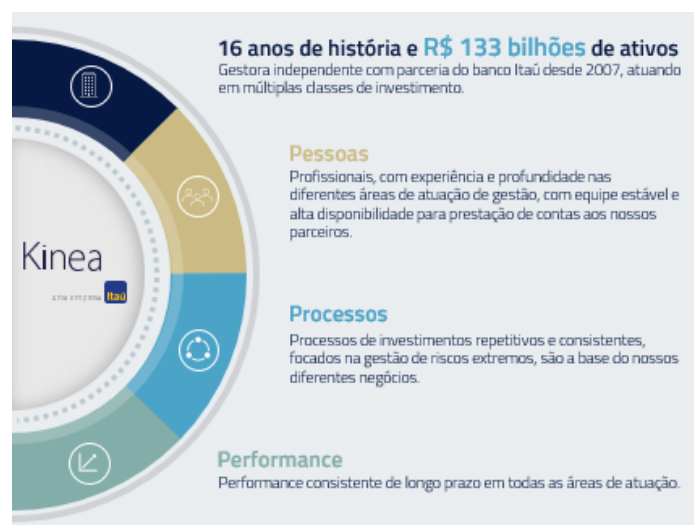 16 anos de história e R$ 133 bilhões de ativos
Gestora independente com parceria do banco Itaú desde 2007, atuando
em múltiplas classes de investimento.
Pessoas
Profissionais, com experiência e profundidade nas
diferentes áreas de atuação de gestão, com equipe estável e
alta disponibilidade para prestação de contas aos nossos
parceiros.
Kinea
uma empresa Itaú
Processos
Processos de investimentos repetitivos e consistentes,
focados na gestão de riscos extremos, são a base do nossos
diferentes negócios.
Performance
Performance consistente de longo prazo em todas as áreas de atuação.